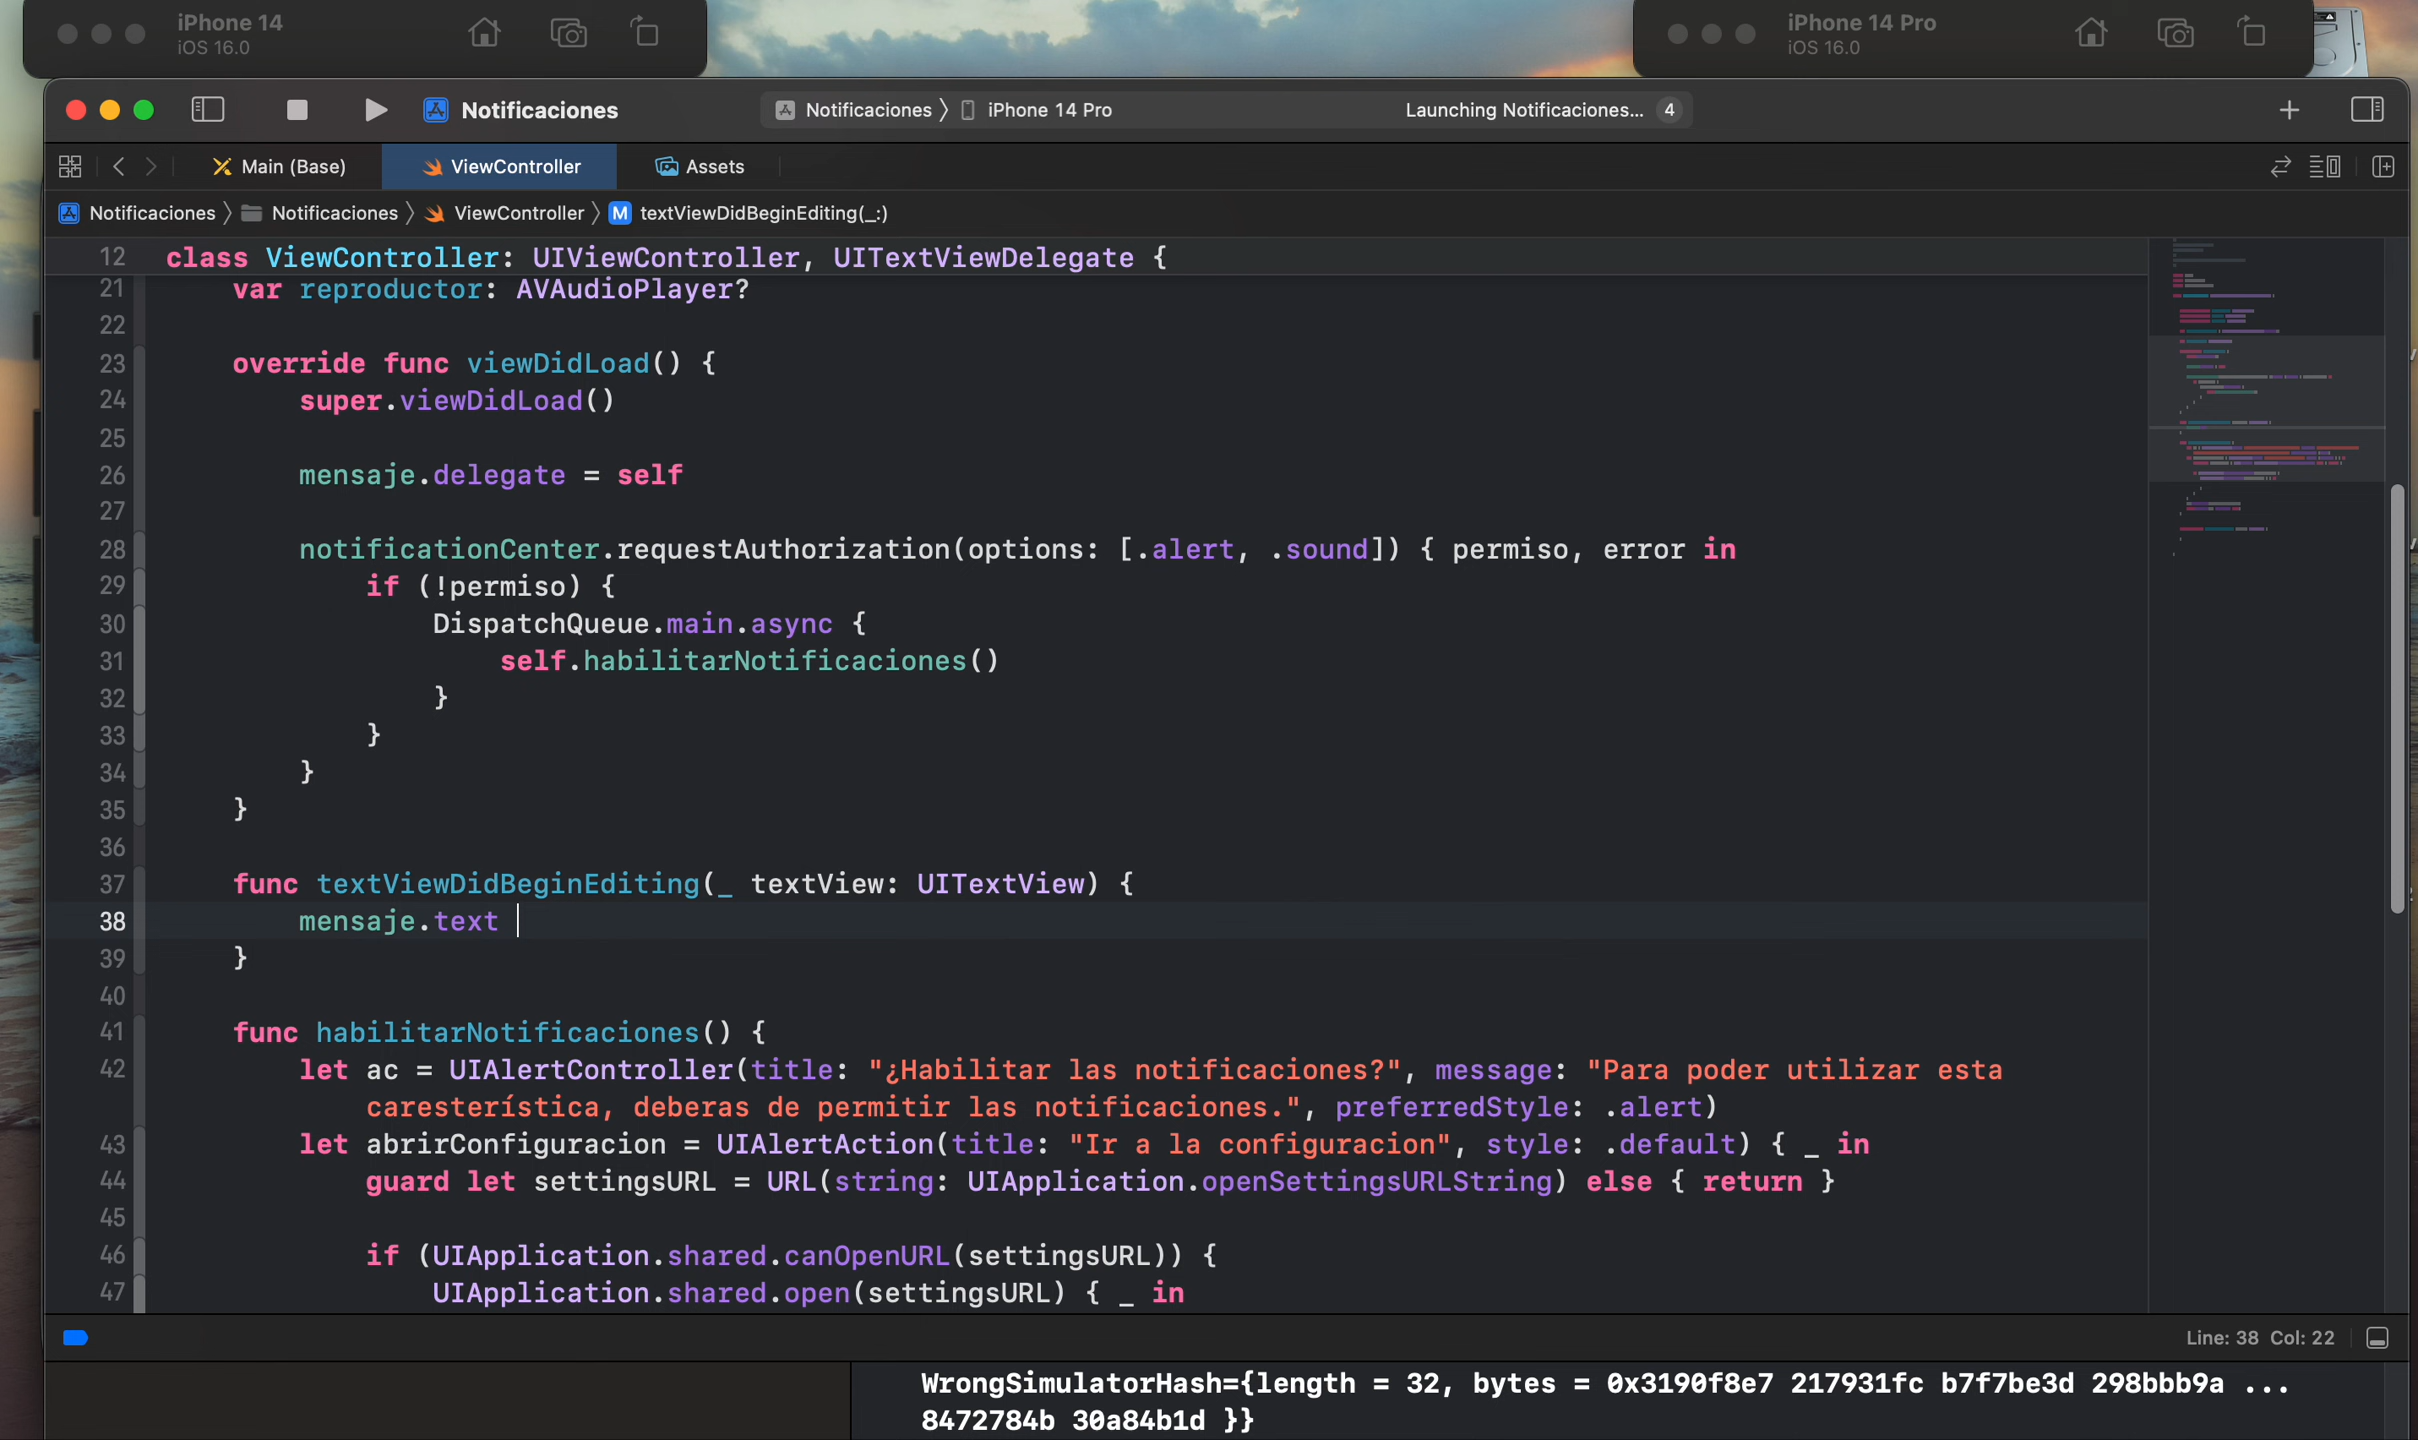 iPhone 14
iOS 16.0
iPhone 14 Pro
iOS 16.0
Notificaciones
Notificaciones 〉 iPhone 14 Pro
Launching Notificaciones... 4
Main (Base)
ViewController
Assets
Notificaciones 〉 Notificaciones 〉 ViewController 〉 M textViewDidBeginEditing(_:)
12 class ViewController: UIViewController, UITextViewDelegate {
21 var reproductor: AVAudioPlayer?
22
23 override func viewDidLoad() {
24 super.viewDidLoad()
25
26 mensaje.delegate = self
27
28 notificationCenter.requestAuthorization(options: [.alert, .sound]) { permiso, error in
29 if (!permiso) {
30 DispatchQueue.main.async {
31 self.habilitarNotificaciones()
32 }
33 }
34 }
35 }
36
37 func textViewDidBeginEditing(_ textView: UITextView) {
38 mensaje.text
39 }
40
41 func habilitarNotificaciones() {
42 let ac = UIAlertController(title: "¿Habilitar las notificaciones?", message: "Para poder utilizar esta
caresterística, deberas de permitir las notificaciones.", preferredStyle: .alert)
43 let abrirConfiguracion = UIAlertAction(title: "Ir a la configuracion", style: .default) { _ in
44 guard let settingsURL = URL(string: UIApplication.openSettingsURLString) else { return }
45
46 if (UIApplication.shared.canOpenURL(settingsURL)) {
47 UIApplication.shared.open(settingsURL) { _ in
Line: 38 Col: 22
WrongSimulatorHash={length = 32, bytes = 0x3190f8e7 217931fc b7f7be3d 298bbb9a ...
8472784b 30a84b1d }}